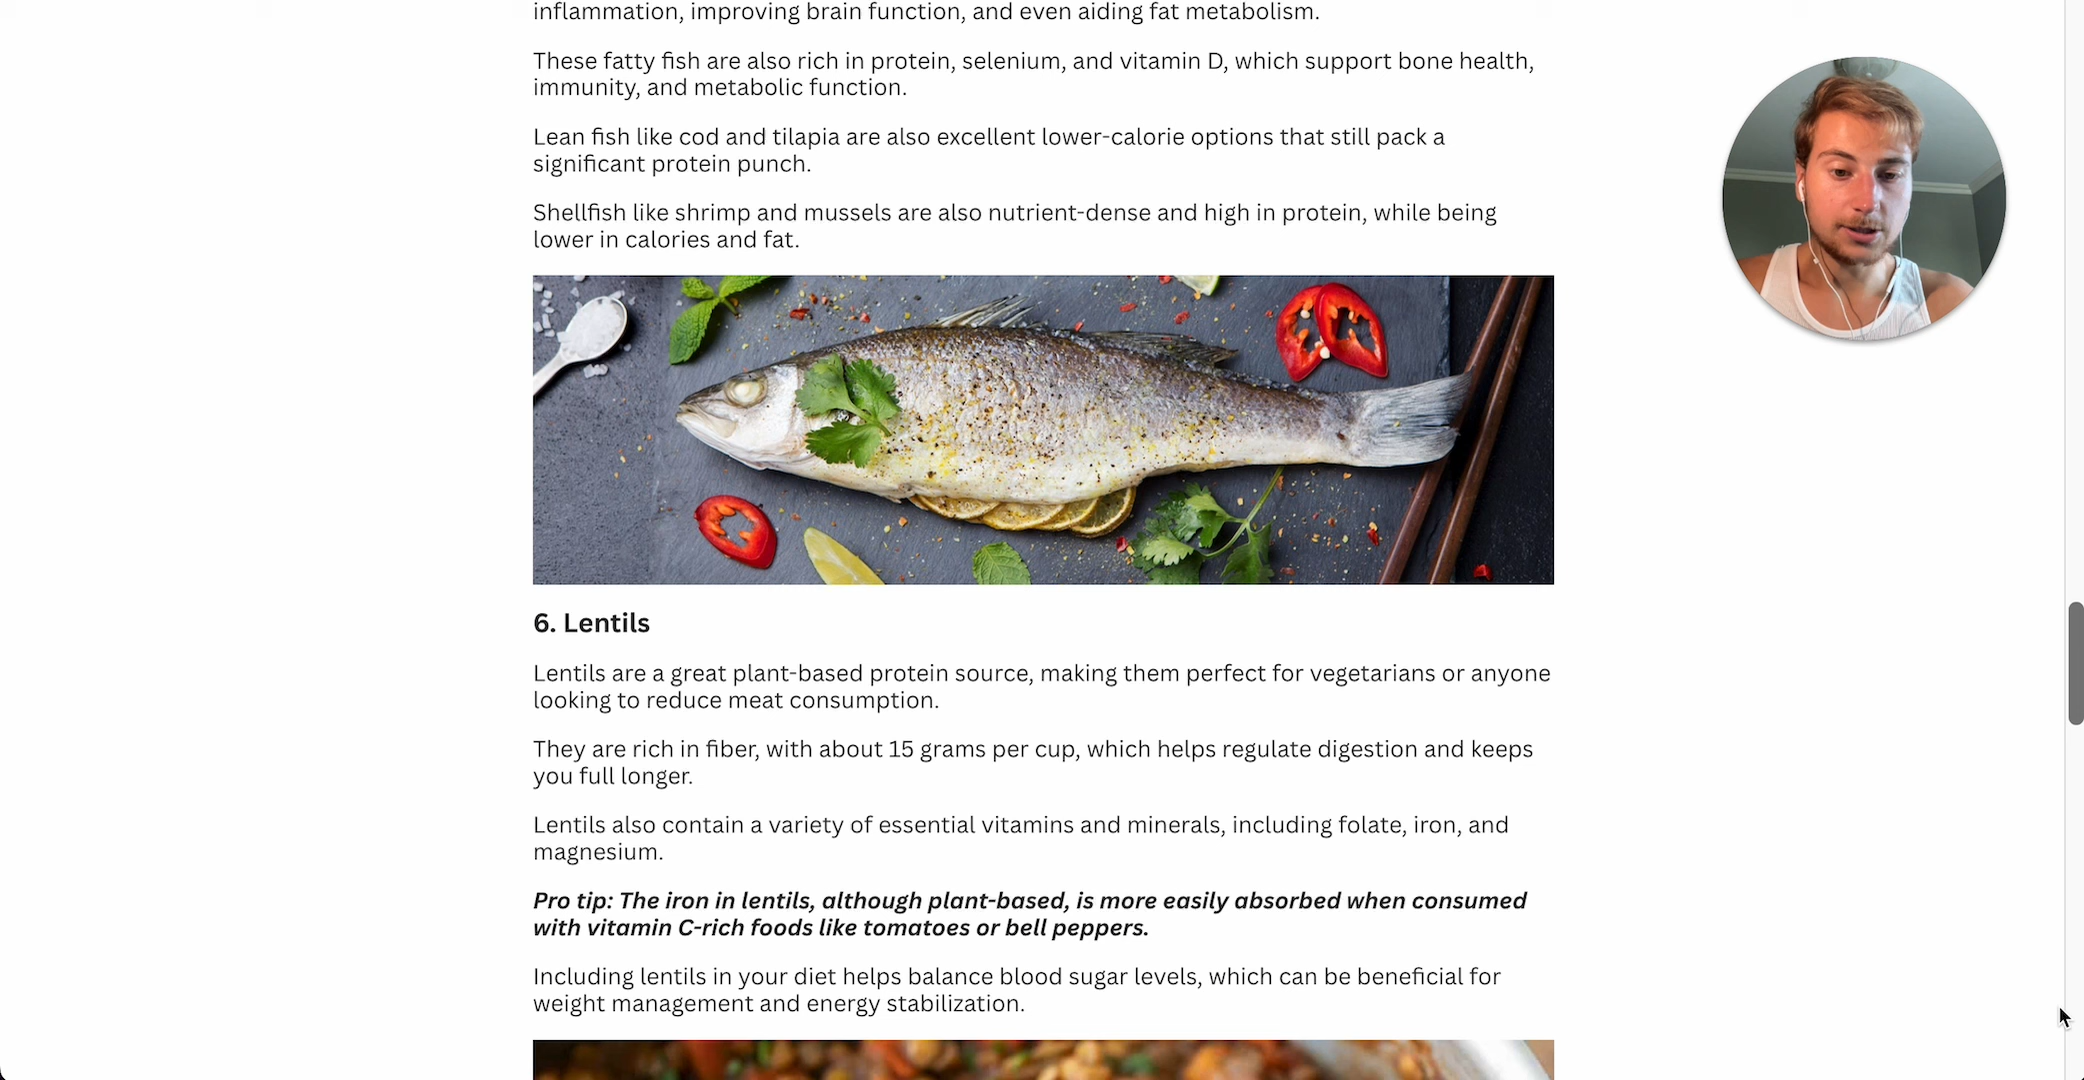 inflammation, improving brain function, and even aiding fat metabolism.
These fatty fish are also rich in protein, selenium, and vitamin D, which support bone health,
immunity, and metabolic function.
Lean fish like cod and tilapia are also excellent lower-calorie options that still pack a
significant protein punch.
Shellfish like shrimp and mussels are also nutrient-dense and high in protein, while being
lower in calories and fat.
6. Lentils
Lentils are a great plant-based protein source, making them perfect for vegetarians or anyone
looking to reduce meat consumption.
They are rich in fiber, with about 15 grams per cup, which helps regulate digestion and keeps
you full longer.
Lentils also contain a variety of essential vitamins and minerals, including folate, iron, and
magnesium.
Pro tip: The iron in lentils, although plant-based, is more easily absorbed when consumed
with vitamin C-rich foods like tomatoes or bell peppers.
Including lentils in your diet helps balance blood sugar levels, which can be beneficial for
weight management and energy stabilization.